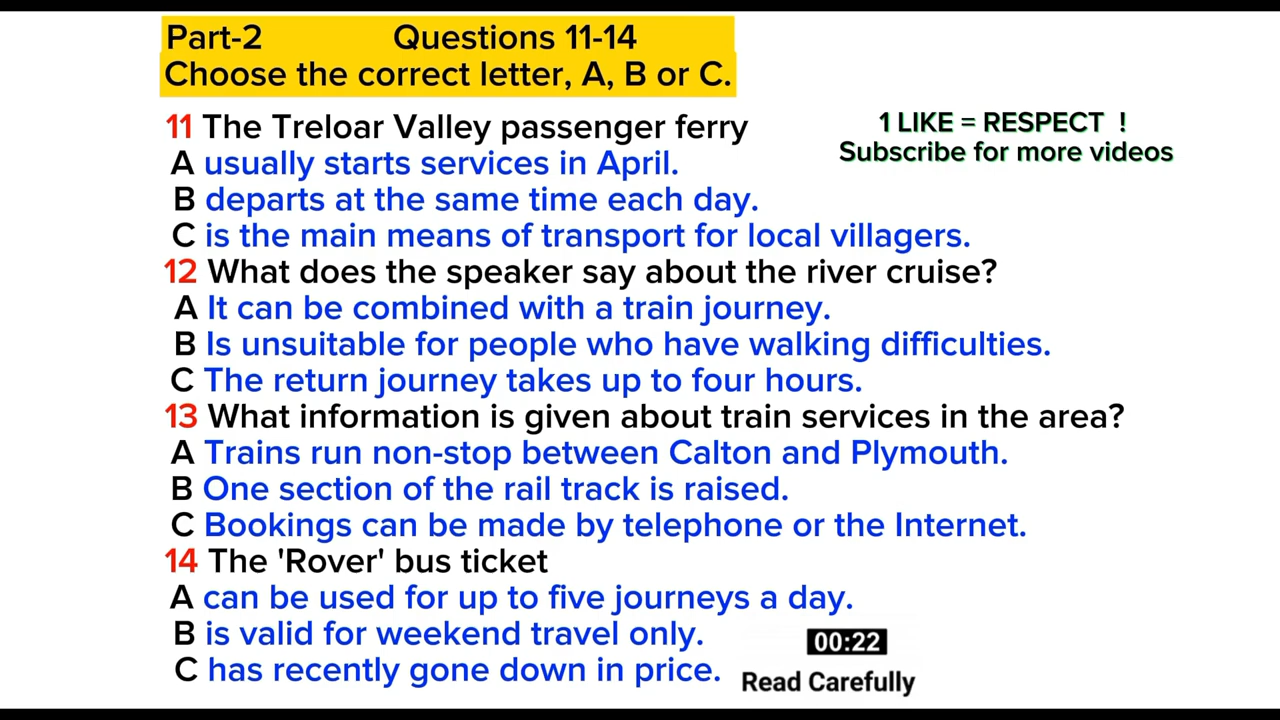 Part-2 Questions 11-14
Choose the correct letter, A, B or C.
11 The Treloar Valley passenger ferry
1 LIKE = RESPECT !
Subscribe for more videos
A usually starts services in April.
B departs at the same time each day.
C is the main means of transport for local villagers.
12 What does the speaker say about the river cruise?
A It can be combined with a train journey.
B Is unsuitable for people who have walking difficulties.
C The return journey takes up to four hours.
13 What information is given about train services in the area?
A Trains run non-stop between Calton and Plymouth.
B One section of the rail track is raised.
C Bookings can be made by telephone or the Internet.
14 The 'Rover' bus ticket
A can be used for up to five journeys a day.
B is valid for weekend travel only.
C has recently gone down in price.
00:22
Read Carefully